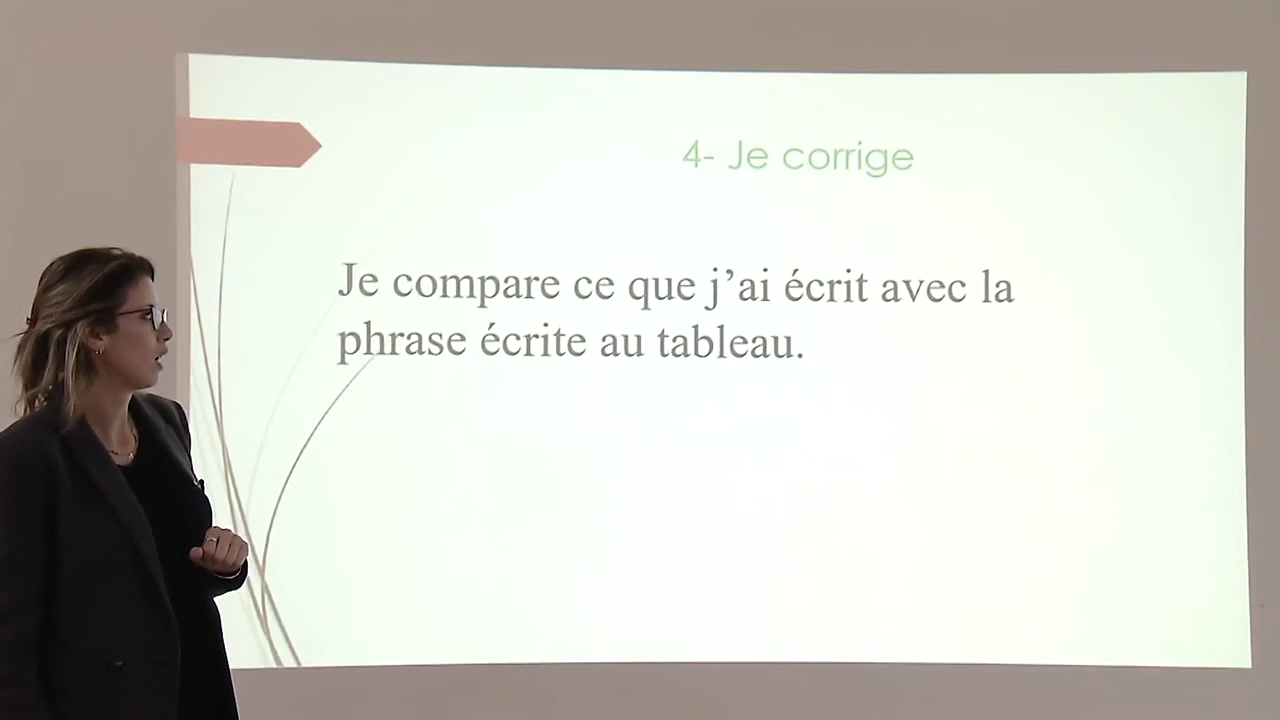 4- Je corrige
Je compare ce que j’ai écrit avec la
phrase écrite au tableau.